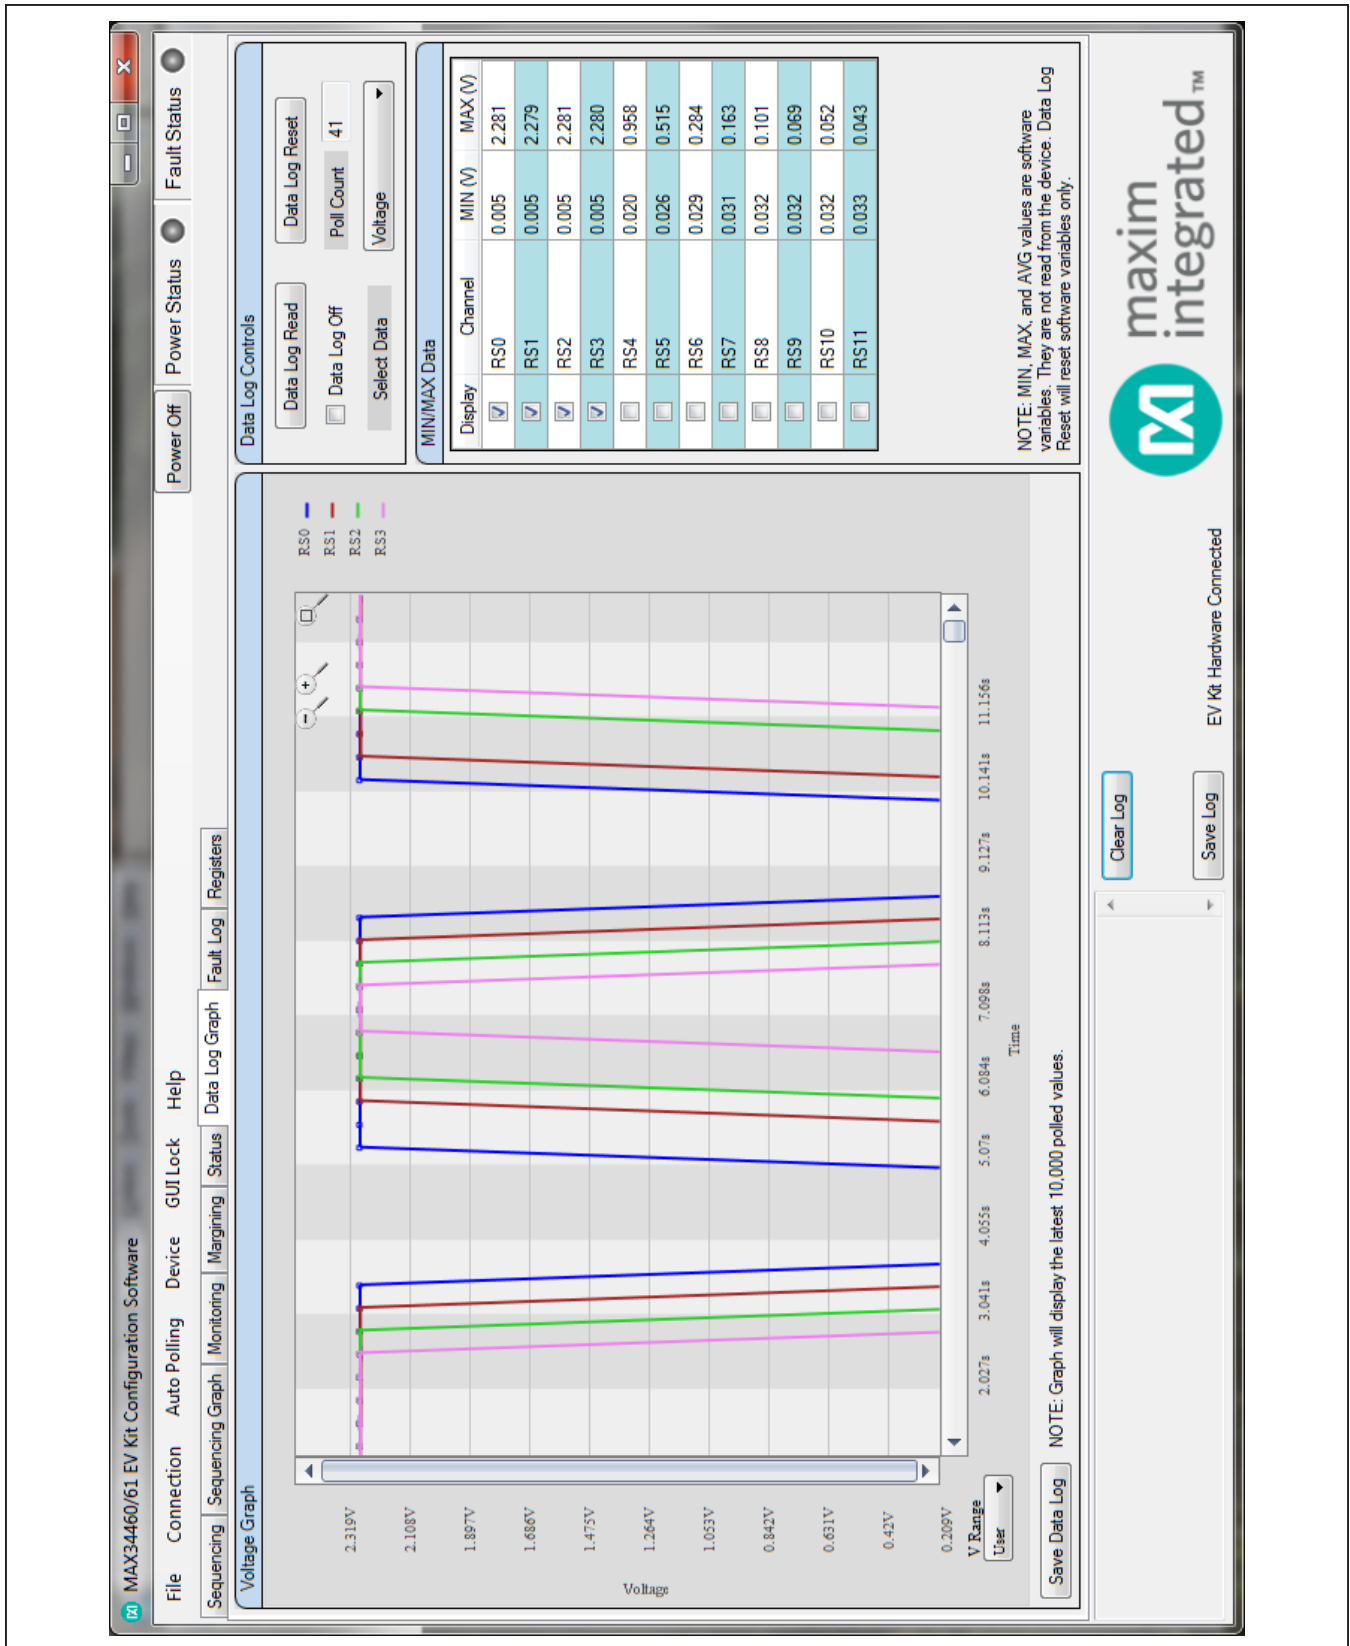 MAX34460/61 EV Kit Configuration Software
File Connection Auto Polling Device GUI Lock Help
Power Off Power Status Fault Status
Sequencing Sequencing Graph Monitoring Margining Status Data Log Graph Fault Log Registers
Voltage Graph
RS0
RS1
RS2
RS3
2.319V
2.108V
1.897V
1.686V
1.475V
1.264V
1.053V
0.842V
0.631V
0.42V
0.209V
Voltage
2.027s 3.041s 4.055s 5.07s 6.084s 7.098s 8.113s 9.127s 10.141s 11.156s
Time
V Range
User
Save Data Log NOTE: Graph will display the latest 10,000 polled values.
Data Log Controls
Data Log Read Data Log Reset
Data Log Off Poll Count 41
Select Data Voltage
MIN/MAX Data
Display Channel MIN (V) MAX (V)
RS0 0.005 2.281
RS1 0.005 2.279
RS2 0.005 2.281
RS3 0.005 2.280
RS4 0.020 0.958
RS5 0.026 0.515
RS6 0.029 0.284
RS7 0.031 0.163
RS8 0.032 0.101
RS9 0.032 0.069
RS10 0.032 0.052
RS11 0.033 0.043
NOTE: MIN, MAX, and AVG values are software
variables. They are not read from the device. Data Log
Reset will reset software variables only.
Clear Log
Save Log
EV Kit Hardware Connected
maxim
integrated™